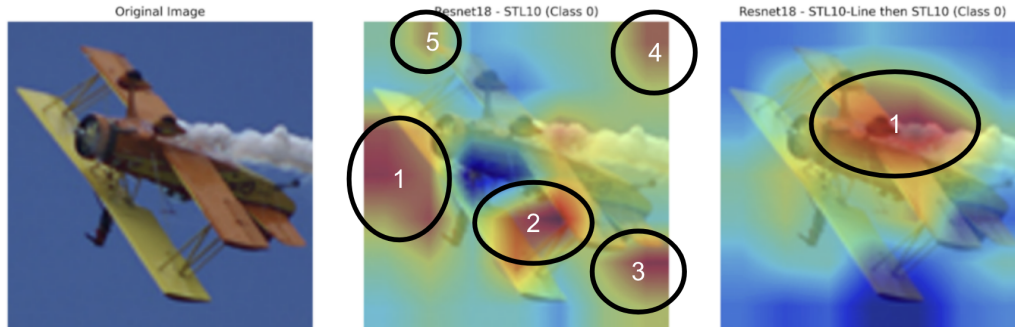 Original Image
Resnet18 - STL10 (Class 0)
Resnet18 - STL10-Line then STL10 (Class 0)
5
4
1
1
2
3